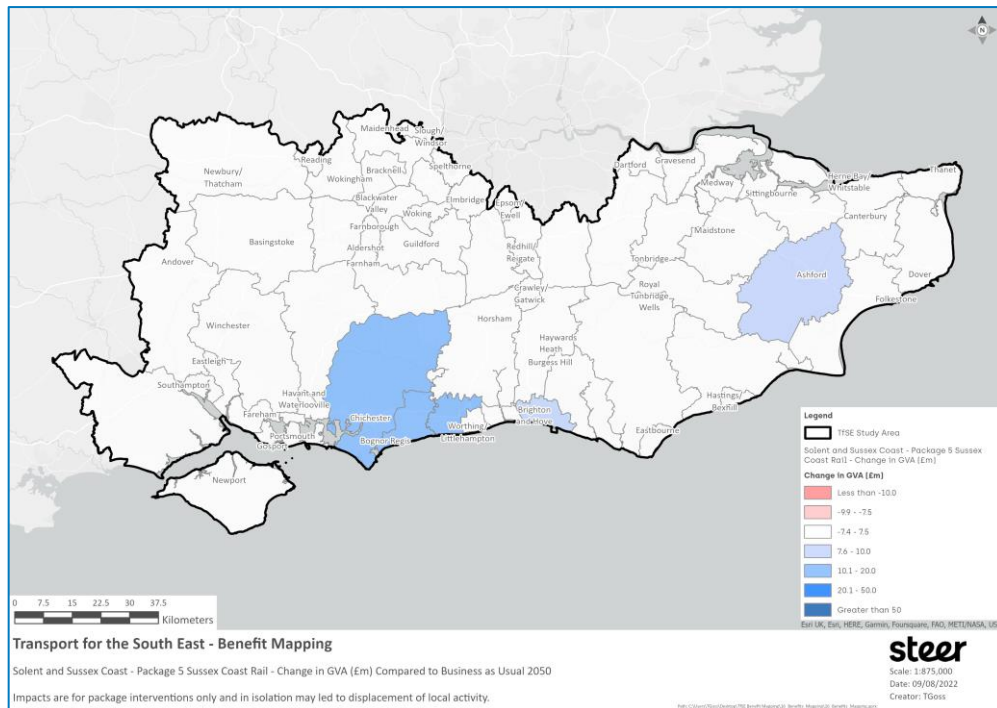 N
Maidenhead
Slough/
Windsor
Reading
Newbury/
Thatcham
Wokingham
Bracknell
Spelthorne
Blackwater
Valley
Elmbridge
Woking
Epsom/
Ewell
Farnborough
Aldershot
Farnham
Guildford
Basingstoke
Andover
Redhill/
Reigate
Dartford
Gravesend
Medway
Sittingbourne
Herne Bay/
Whitstable
Thanet
Canterbury
Maidstone
Tonbridge
Ashford
Dover
Folkestone
Royal
Tunbridge
Wells
Crawley/
Gatwick
Horsham
Haywards
Heath
Burgess Hill
Winchester
Eastleigh
Southampton
Fareham
Havant and
Waterlooville
Portsmouth
Gosport
Chichester
Bognor Regis
Worthing/
Littlehampton
Brighton
and Hove
Hastings/
Bexhill
Eastbourne
Newport
Legend
TfSE Study Area
Solent and Sussex Coast - Package 5 Sussex
Coast Rail - Change in GVA (£m)
Change in GVA (£m)
Less than -10.0
-9.9 - -7.5
-7.4 - 7.5
7.6 - 10.0
10.1 - 20.0
20.1 - 50.0
Greater than 50
0 7.5 15 22.5 30 37.5
Kilometers
Esri UK, Esri, HERE, Garmin, Foursquare, FAO, METI/NASA, US
Transport for the South East - Benefit Mapping
Solent and Sussex Coast - Package 5 Sussex Coast Rail - Change in GVA (£m) Compared to Business as Usual 2050
Impacts are for package interventions only and in isolation may led to displacement of local activity.
steer
Scale: 1:875,000
Date: 09/08/2022
Creator: TGoss